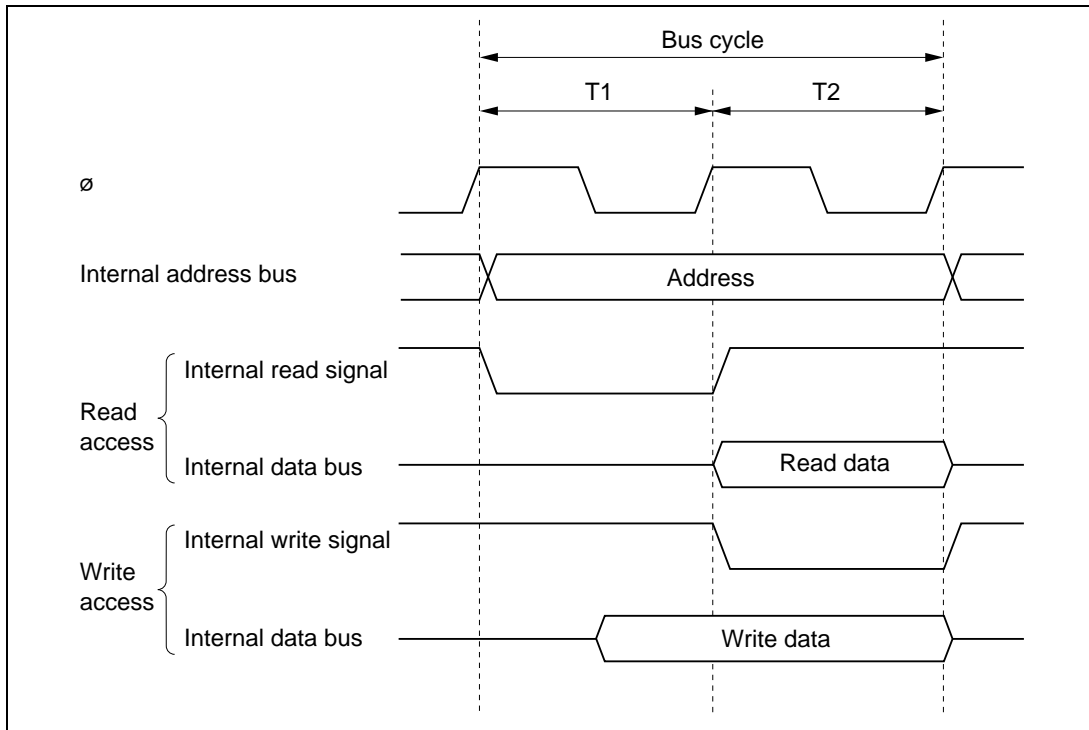 Bus cycle
T1
T2
ø
Internal address bus
Address
Internal read signal
Read
access
Internal data bus
Read data
Internal write signal
Write
access
Internal data bus
Write data